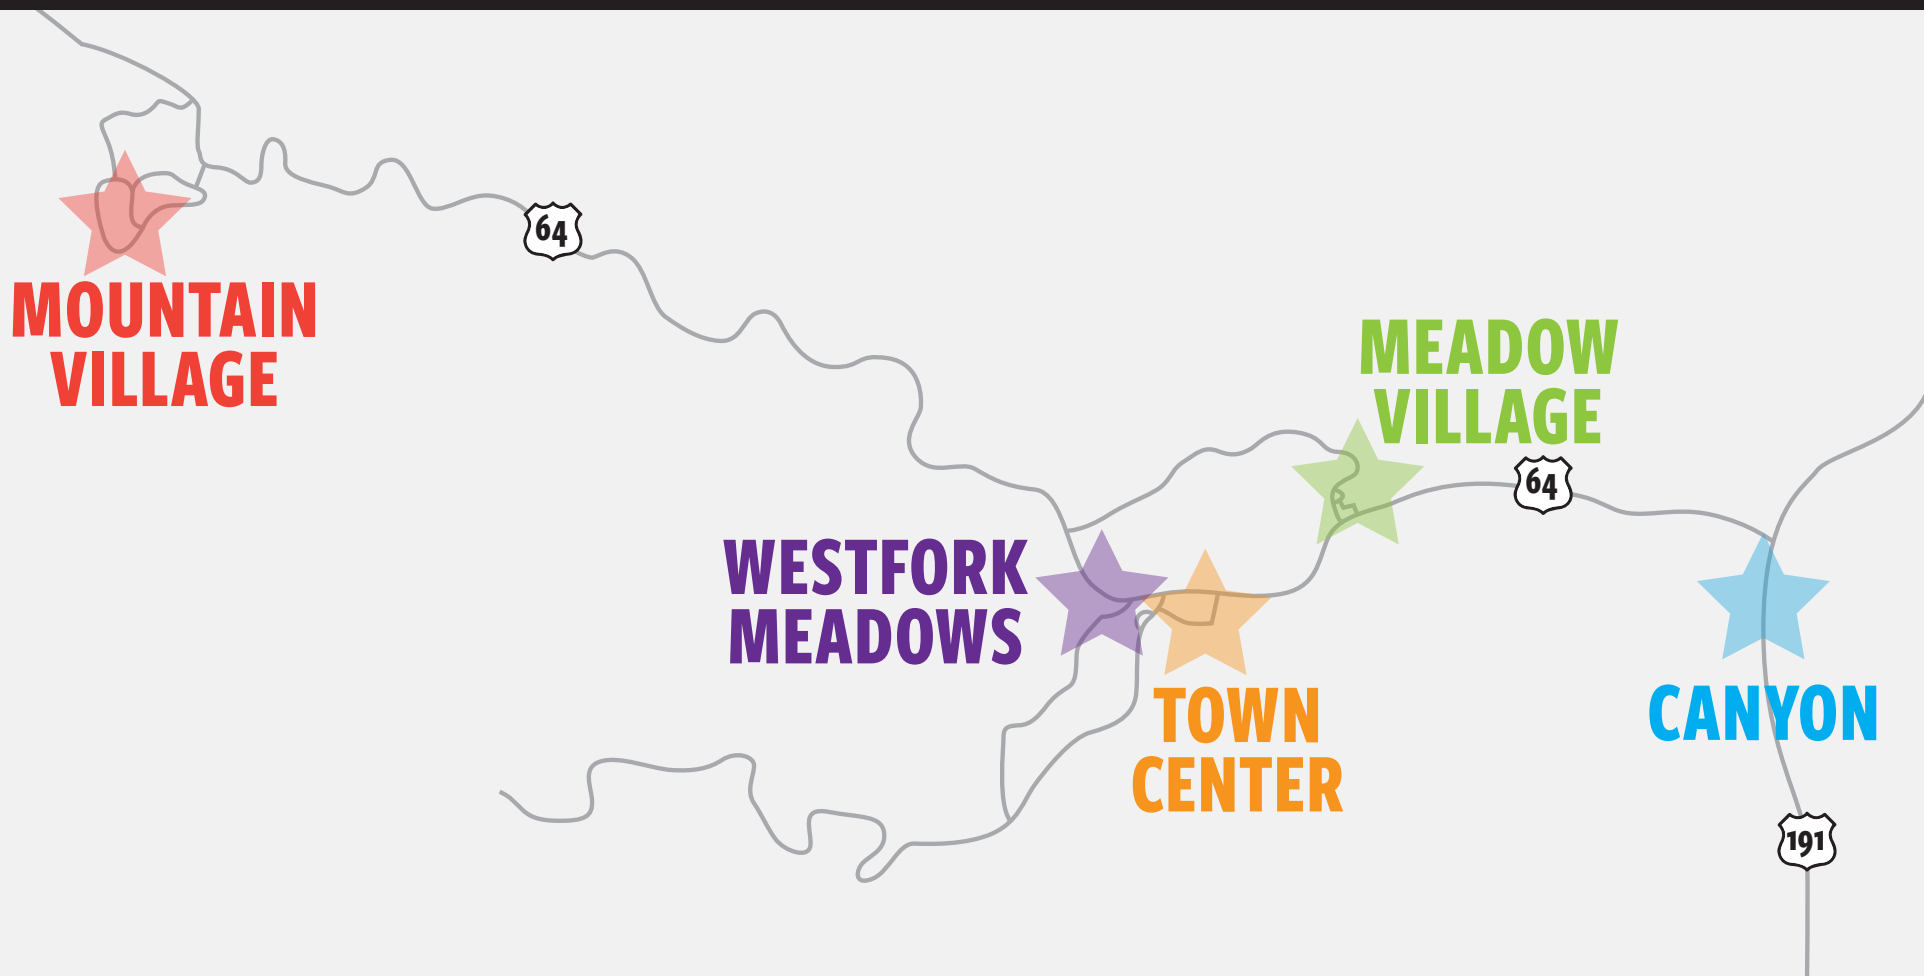 64
MOUNTAIN
VILLAGE
MEADOW
VILLAGE
64
WESTFORK
MEADOWS
TOWN
CENTER
CANYON
191